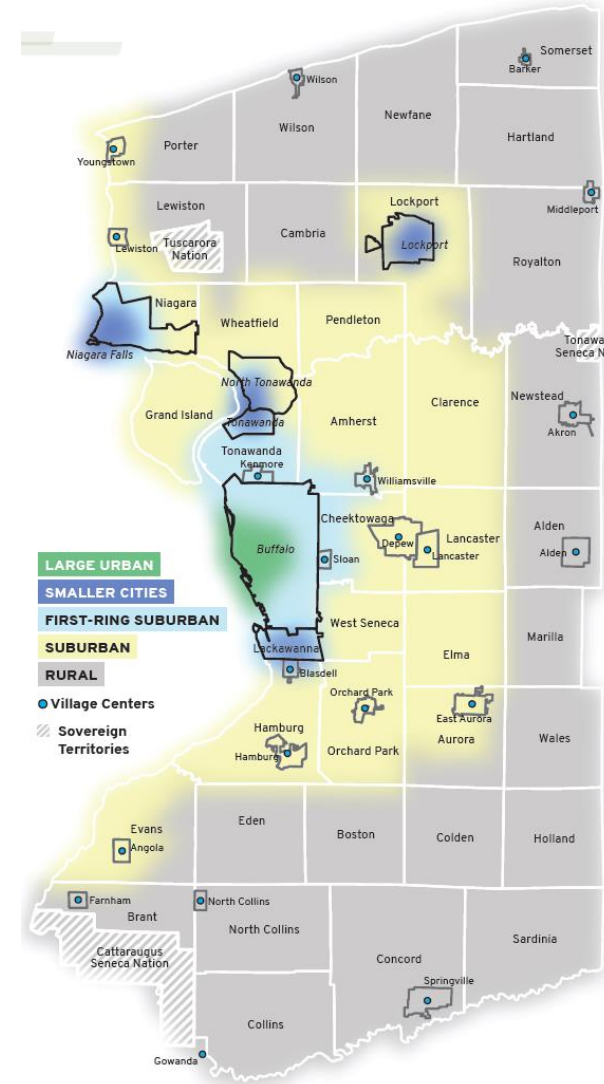 Somerset
Barker
Wilson
Newfane
Wilson
Hartland
Porter
Youngstown
Lewiston
Lockport
Middleport
Lewiston
Tuscarora
Nation
Cambria
Lockport
Royalton
Niagara
Wheatfield
Pendleton
Niagara Falls
Tonawa
Seneca N
North Tonawanda
Grand Island
Clarence
Newstead
Tonawanda
Amherst
Akron
Tonawanda
Kenmore
Williamsville
Cheektowaga
Alden
Lancaster
Depew
Buffalo
Sloan
Lancaster
Alden
LARGE URBAN
SMALLER CITIES
FIRST-RING SUBURBAN
SUBURBAN
RURAL
Village Centers
Sovereign
Territories
West Seneca
Marilla
Lackawanna
Elma
Blasdell
Orchard Park
East Aurora
Hamburg
Aurora
Wales
Hamburg
Orchard Park
Eden
Evans
Boston
Colden
Holland
Angola
Farnham
North Collins
Brant
North Collins
Cattaraugus
Seneca Nation
Concord
Sardinia
Springville
Collins
Gowanda